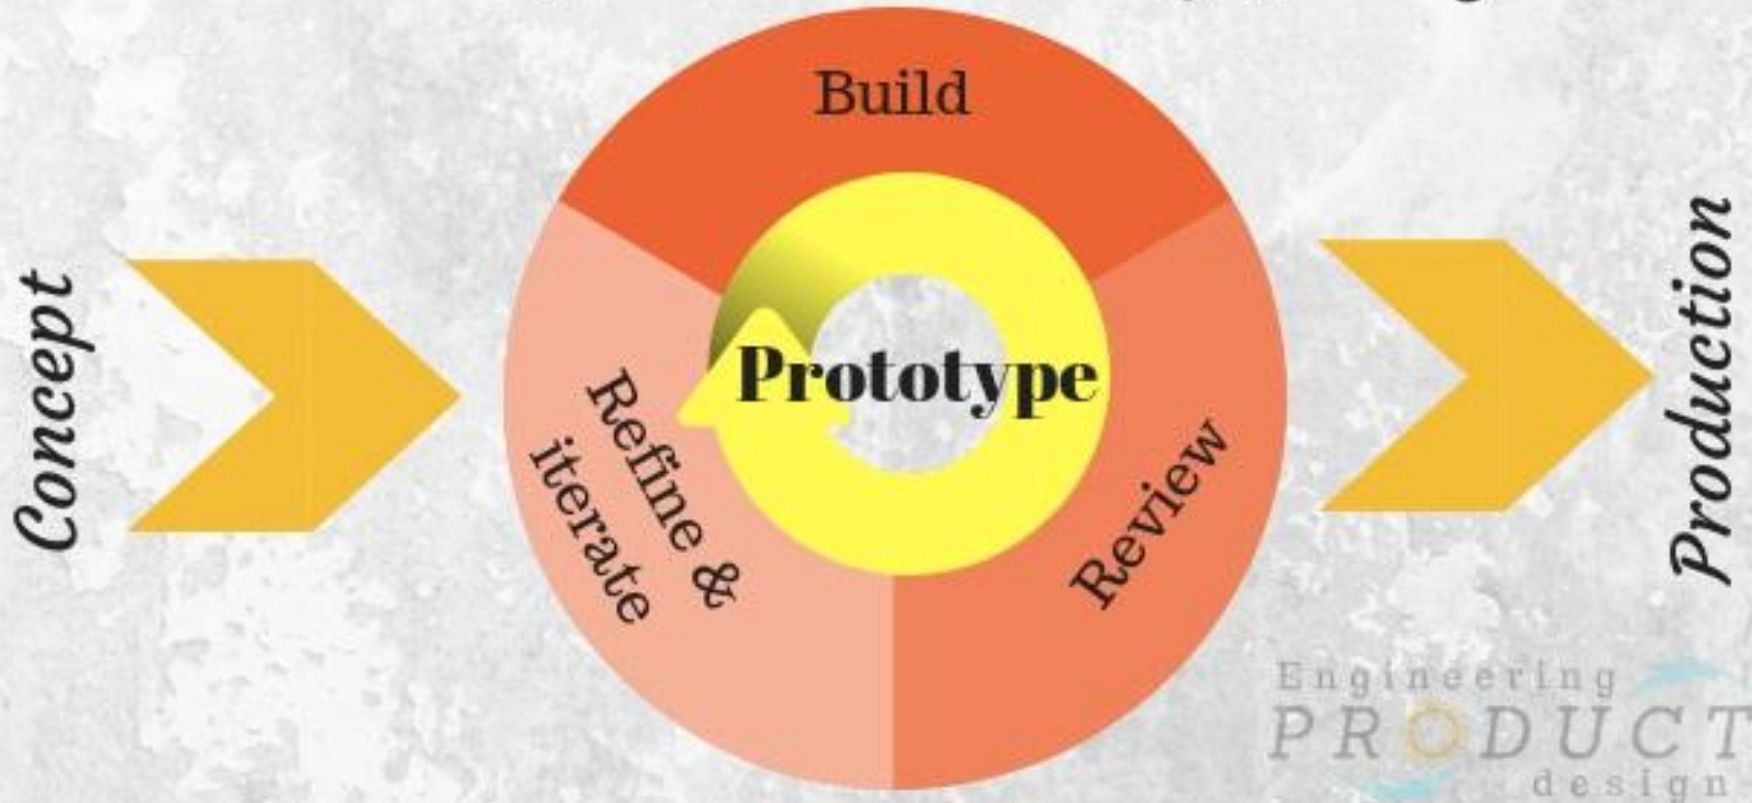 Concept
Build
Prototype
Refine &
iterate
Review
Production
Engineering
PRODUCT
design